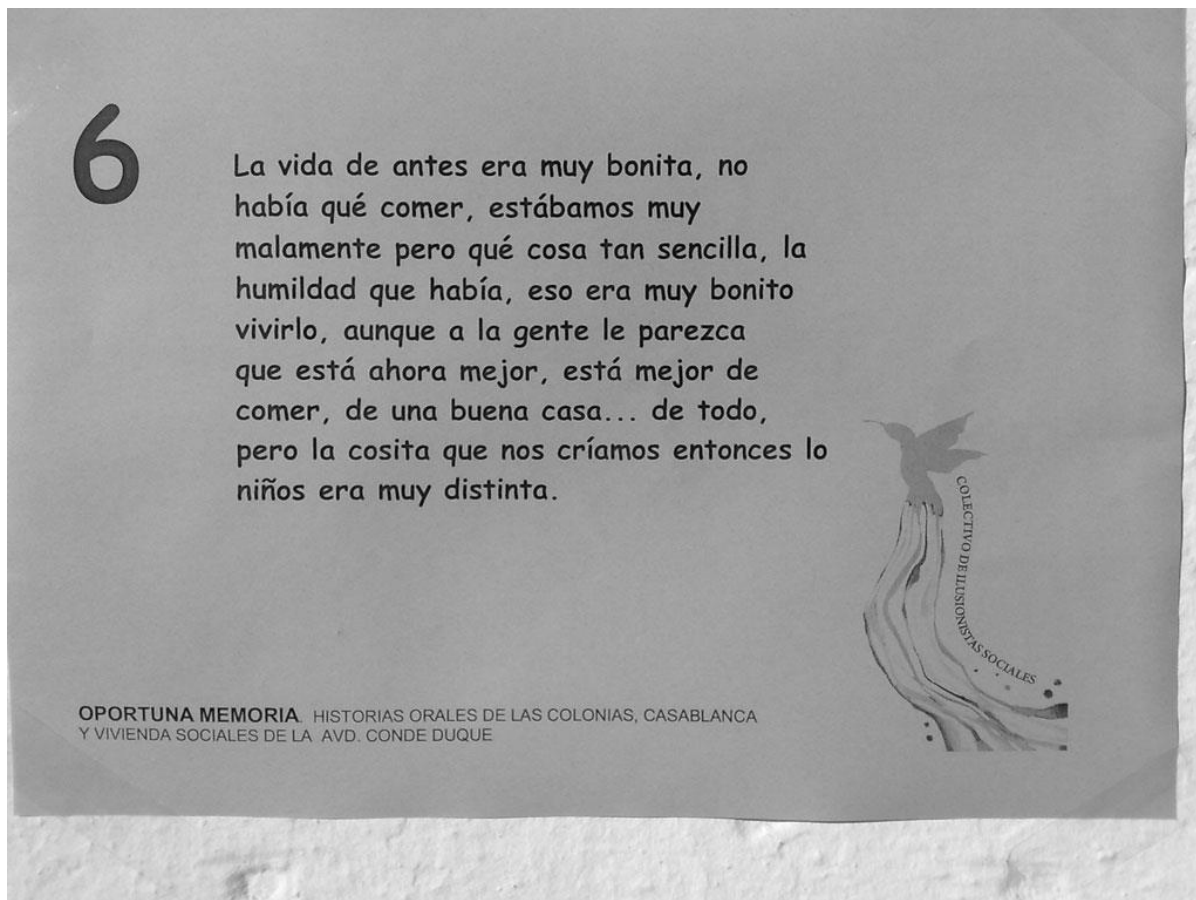 6
La vida de antes era muy bonita, no
había qué comer, estábamos muy
malamente pero qué cosa tan sencilla, la
humildad que había, eso era muy bonito
vivirlo, aunque a la gente le parezca
que está ahora mejor, está mejor de
comer, de una buena casa... de todo,
pero la cosita que nos críamos entonces lo
niños era muy distinta.
COLECTIVO DE ILUSIONISTAS SOCIALES
OPORTUNA MEMORIA. HISTORIAS ORALES DE LAS COLONIAS, CASABLANCA
Y VIVIENDA SOCIALES DE LA AVD. CONDE DUQUE